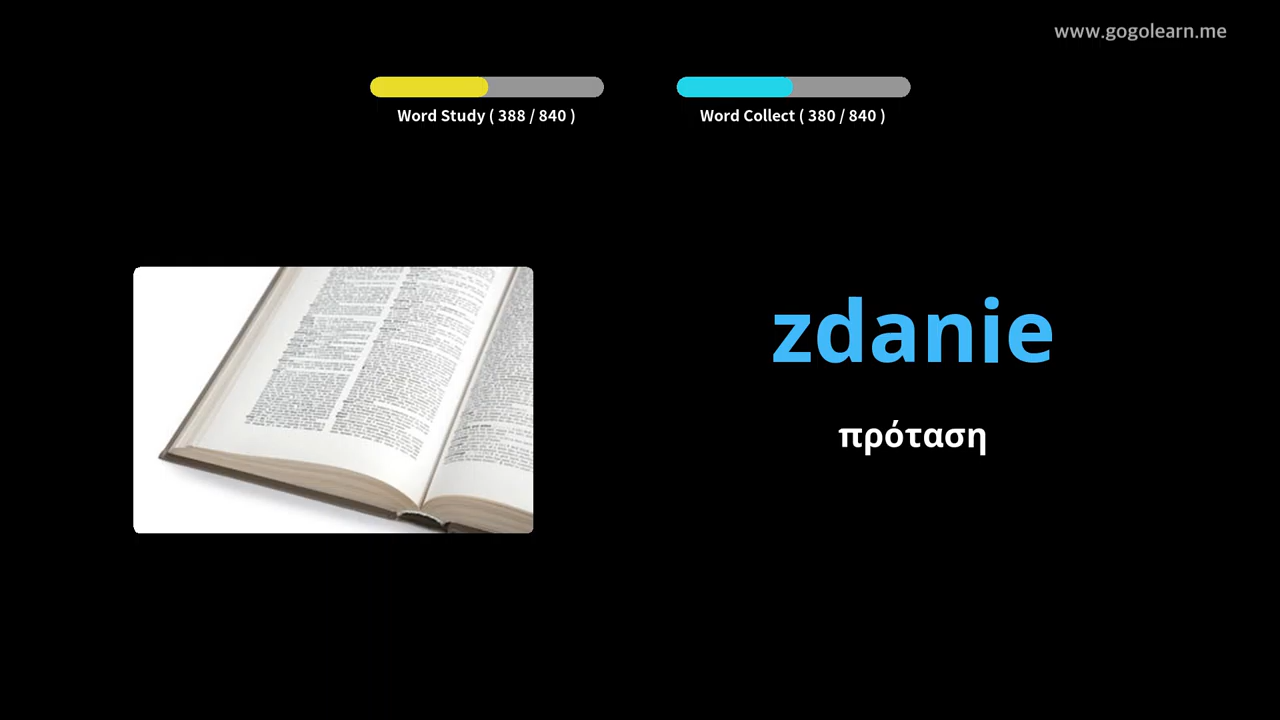 www.gogolearn.me
Word Study ( 388 / 840 )
Word Collect ( 380 / 840 )
zdanie
πρόταση